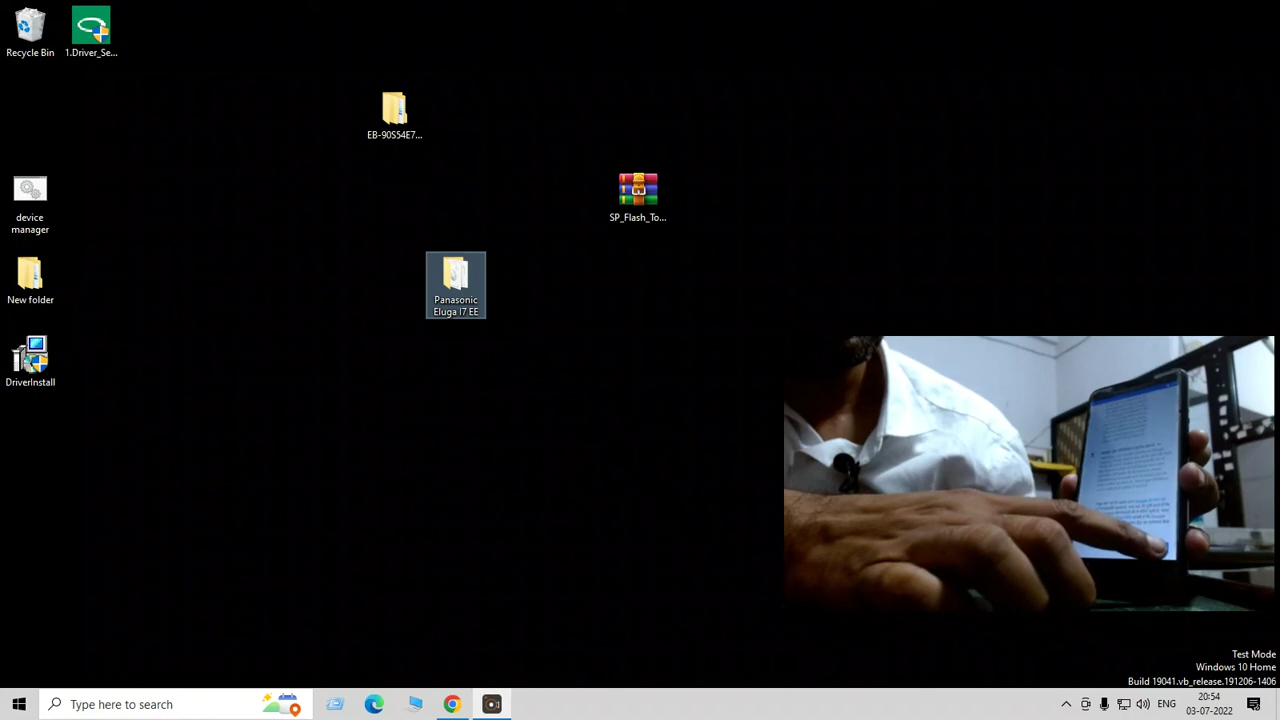 Recycle Bin
1.Driver_Se...
EB-90S54E7...
SP_Flash_To...
device
manager
New folder
Panasonic
Eluga I7 EE
DriverInstall
Test Mode
Windows 10 Home
Build 19041.vb_release.191206-1406
Type here to search
ENG
20:54
03-07-2022